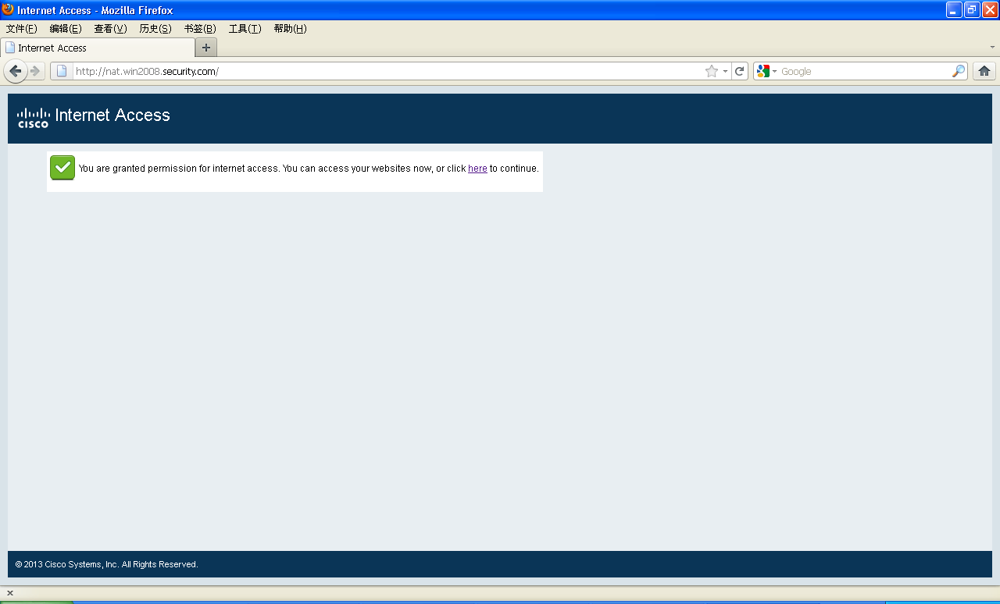 Internet Access - Mozilla Firefox
文件(F) 编辑(E) 查看(V) 历史(S) 书签(B) 工具(T) 帮助(H)
Internet Access
http://nat.win2008.security.com/ Google
CISCO Internet Access
You are granted permission for internet access. You can access your websites now, or click here to continue.
© 2013 Cisco Systems, Inc. All Rights Reserved.